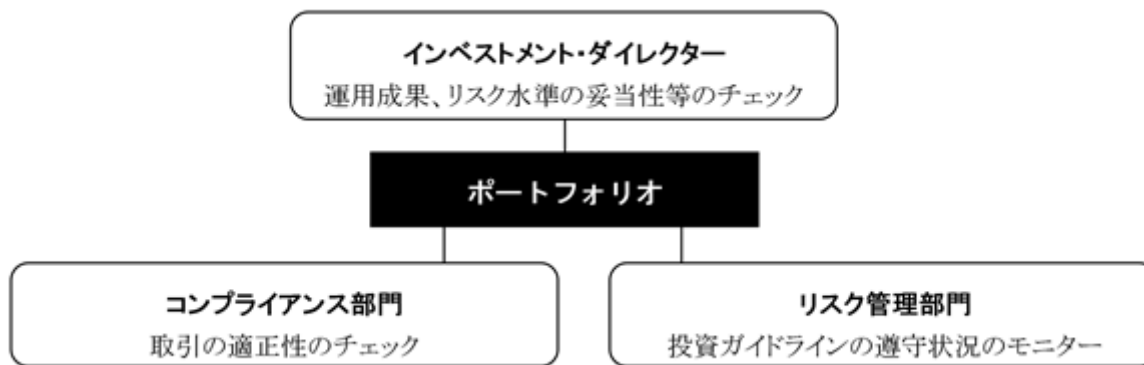 インベストメント・ダイレクター
運用成果、リスク水準の妥当性等のチェック
ポートフォリオ
コンプライアンス部門
取引の適正性のチェック
リスク管理部門
投資ガイドラインの遵守状況のモニター